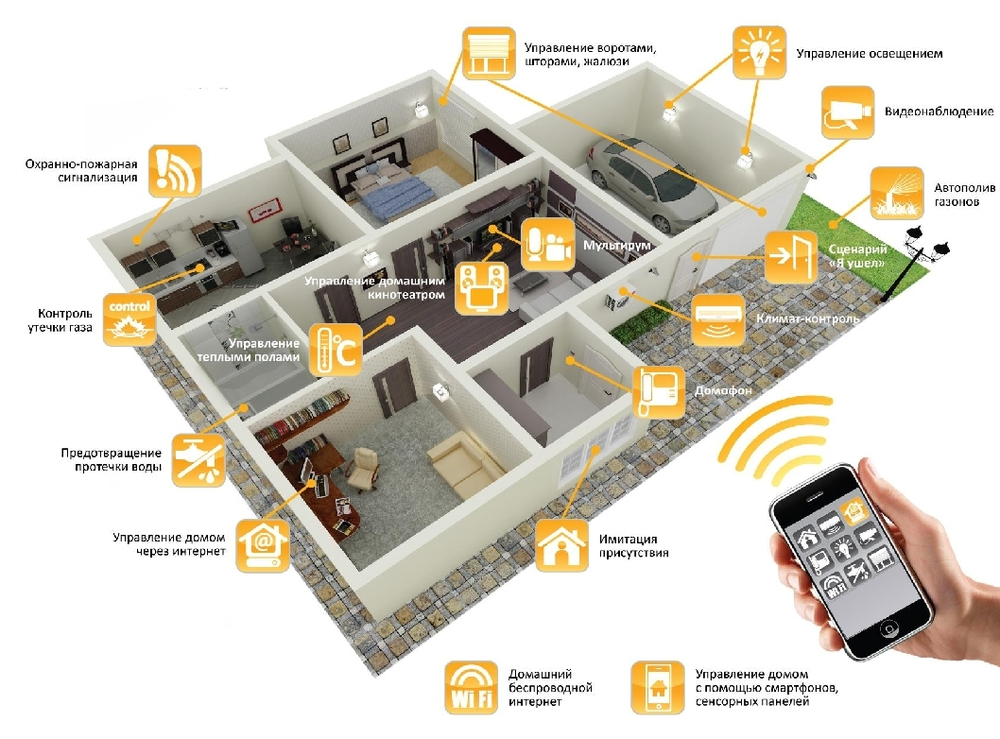 Управление воротами,
шторами, жалюзи
Управление освещением
Видеонаблюдение
Охранно-пожарная
сигнализация
Автополив
газонов
Мультирум
Сценарий
«Я ушел»
Управление домашним
кинотеатром
Контроль
утечки газа
control
Климат-контроль
Управление
теплыми полами
°C
Домофон
Предотвращение
протечки воды
Управление домом
через интернет
@
Имитация
присутствия
@
WiFi
Wi Fi
Домашний
беспроводной
интернет
Управление домом
с помощью смартфонов,
сенсорных панелей